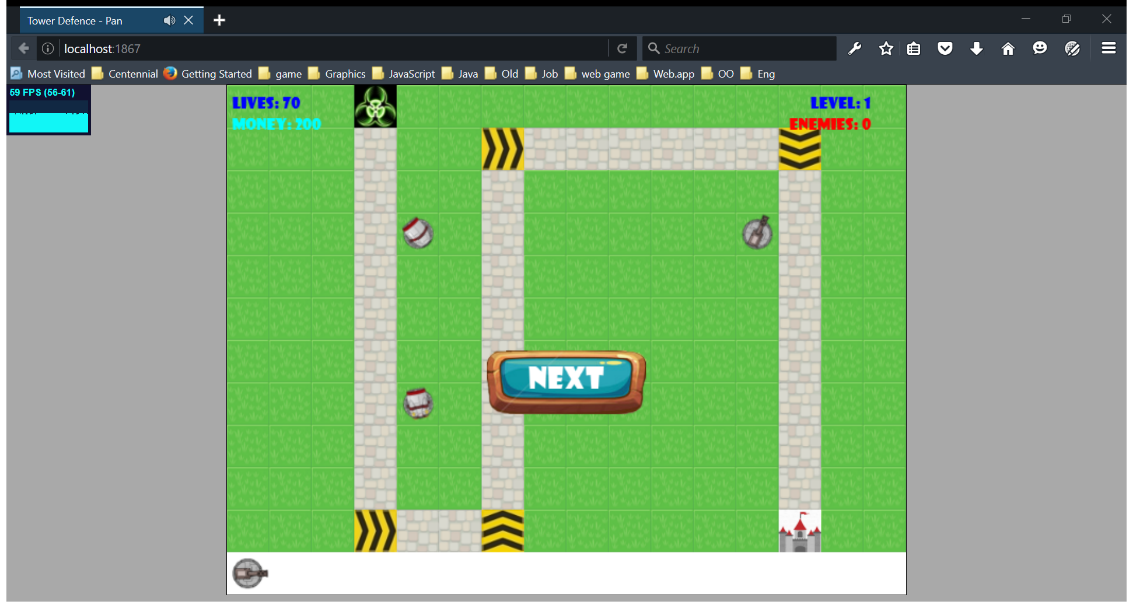 Tower Defence - Pan
localhost:1867
Search
Most Visited Centennial Getting Started game Graphics JavaScript Java Old Job web game Web.app OO Eng
59 FPS (56-61)
LIVES: 70
MONEY: 200
LEVEL: 1
ENEMIES: 0
NEXT